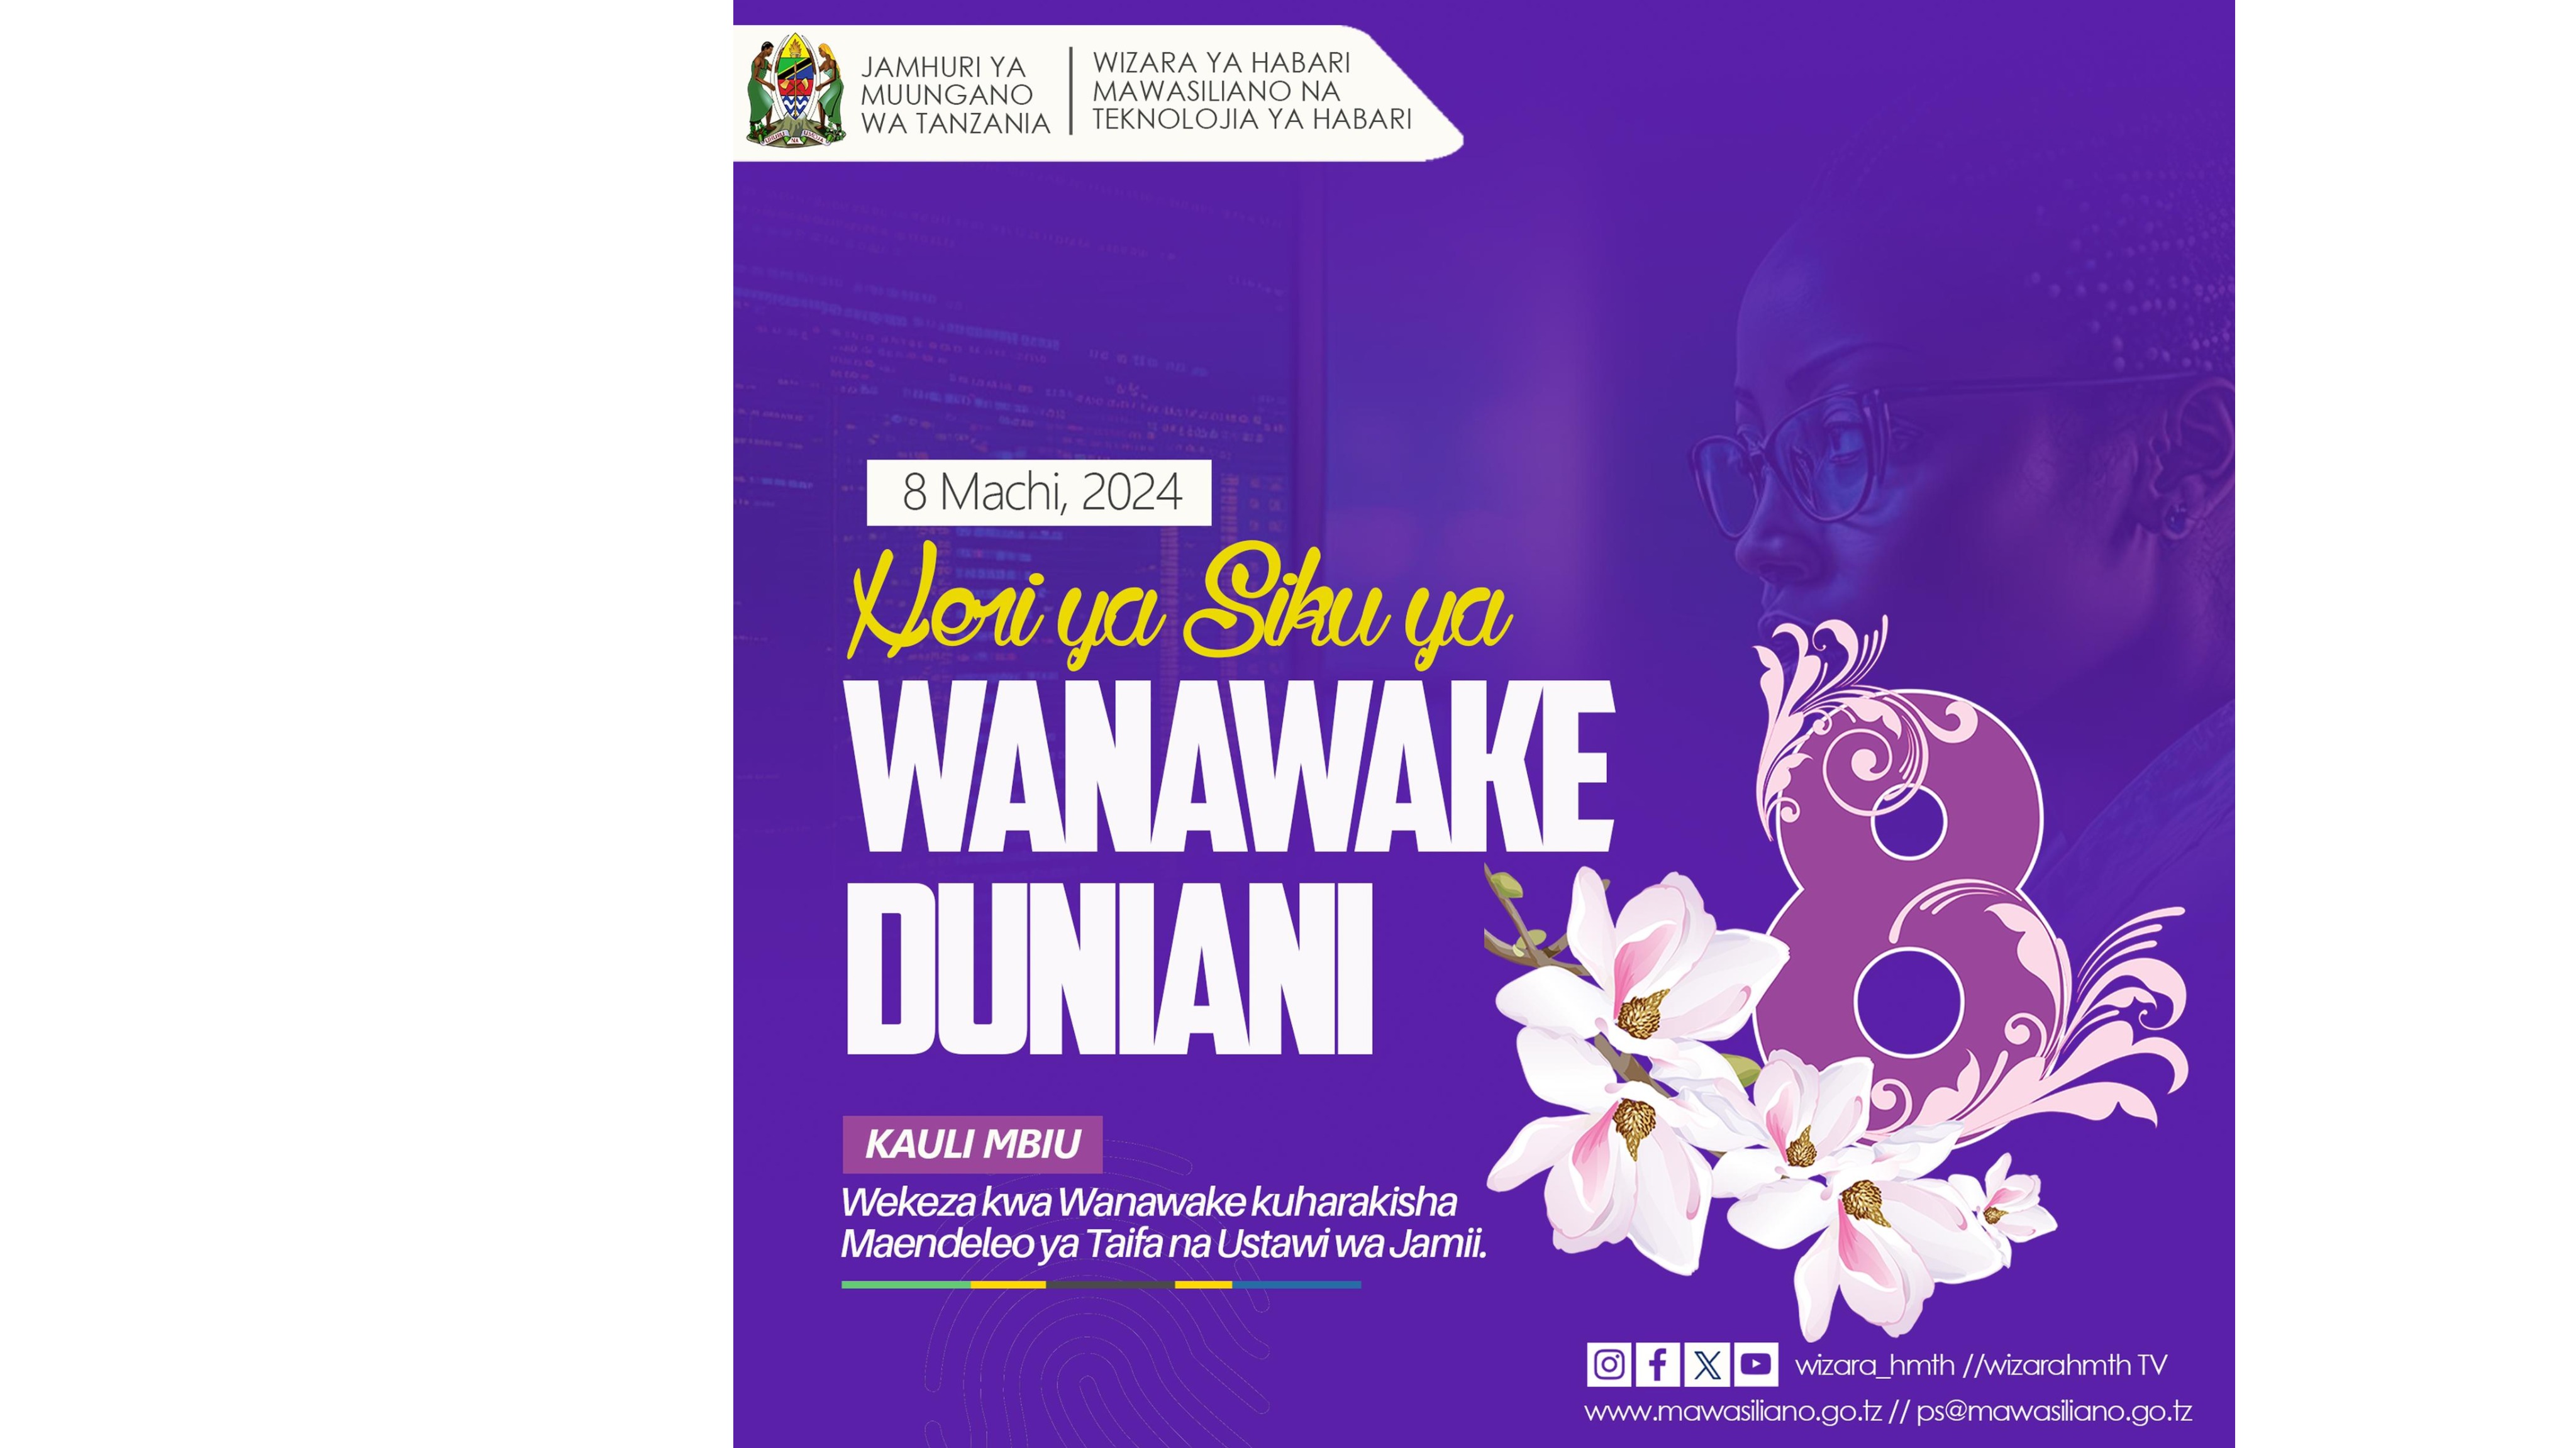 JAMHURI YA
MUUNGANO
WA TANZANIA
WIZARA YA HABARI
MAWASILIANO NA
TEKNOLOJIA YA HABARI
8 Machi, 2024
Heri ya Siku ya
WANAWAKE
DUNIANI
8
KAULI MBIU
Wekeza kwa Wanawake kuharakisha
Maendeleo ya Taifa na Ustawi wa Jamii.
wizara_hmth //wizarahmth TV
www.mawasiliano.go.tz // ps@mawasiliano.go.tz